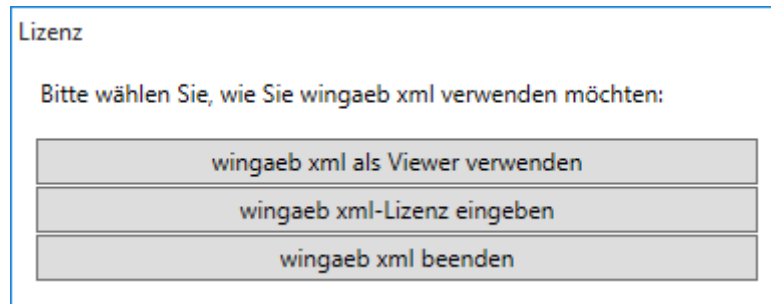 Lizenz
Bitte wählen Sie, wie Sie wingaeb xml verwenden möchten:
wingaeb xml als Viewer verwenden
wingaeb xml-Lizenz eingeben
wingaeb xml beenden